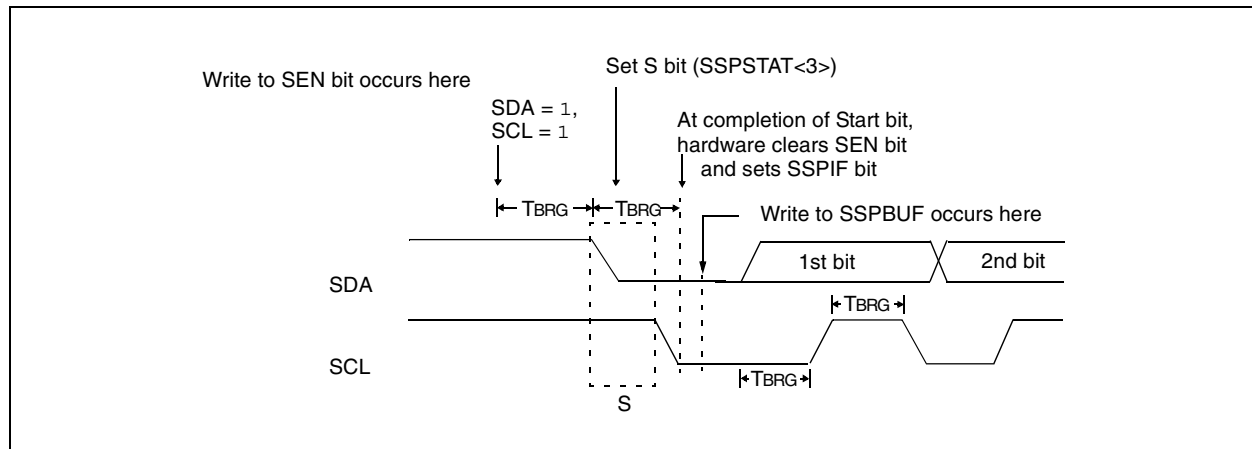 Write to SEN bit occurs here
Set S bit (SSPSTAT<3>)
SDA = 1,
SCL = 1
At completion of Start bit,
hardware clears SEN bit
and sets SSPIF bit
TBRG
TBRG
Write to SSPBUF occurs here
SDA
1st bit
2nd bit
TBRG
SCL
TBRG
S